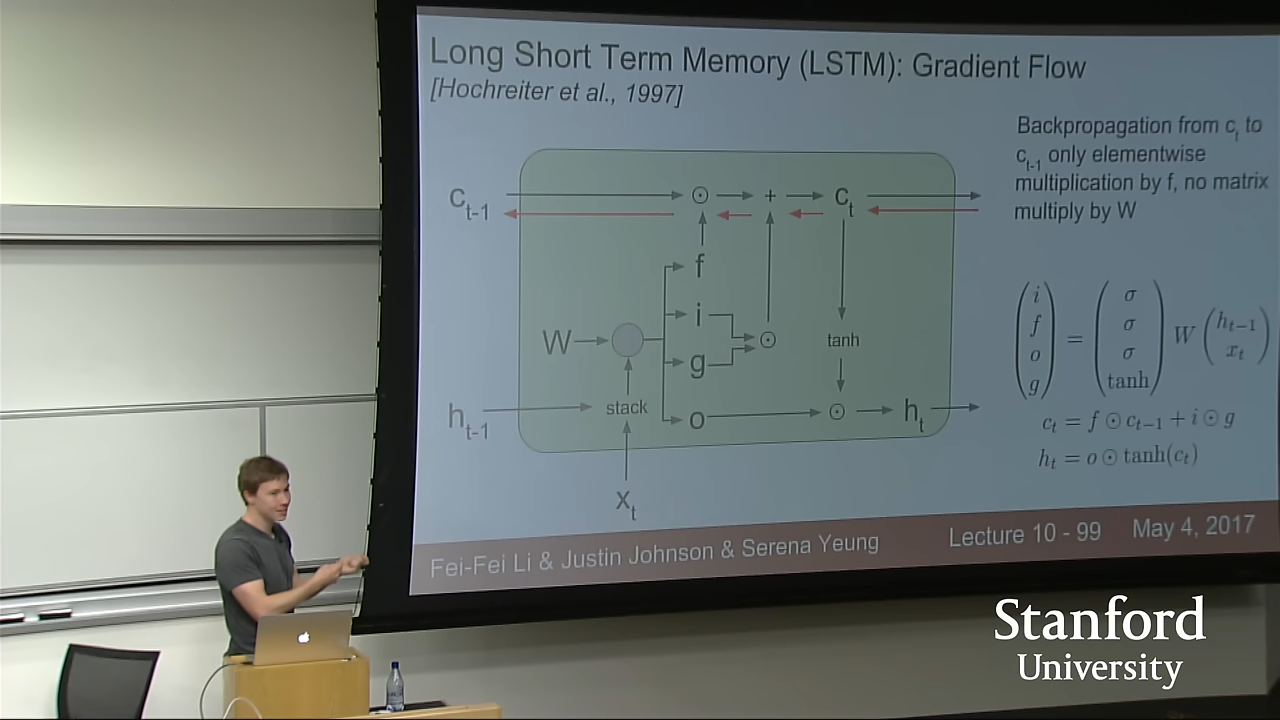 Long Short Term Memory (LSTM): Gradient Flow
[Hochreiter et al., 1997]
Backpropagation from c_t to
c_t-1 only elementwise
multiplication by f, no matrix
multiply by W
c_t-1 ⊙ + c_t
f
W i ⊙ tanh
g
h_t-1 stack o ⊙ h_t
x_t
(i f o g) = (σ σ σ tanh) W (h_t−1 x_t)
c_t = f ⊙ c_t−1 + i ⊙ g
h_t = o ⊙ tanh(c_t)
Fei-Fei Li & Justin Johnson & Serena Yeung Lecture 10 - 99 May 4, 2017
Stanford
University